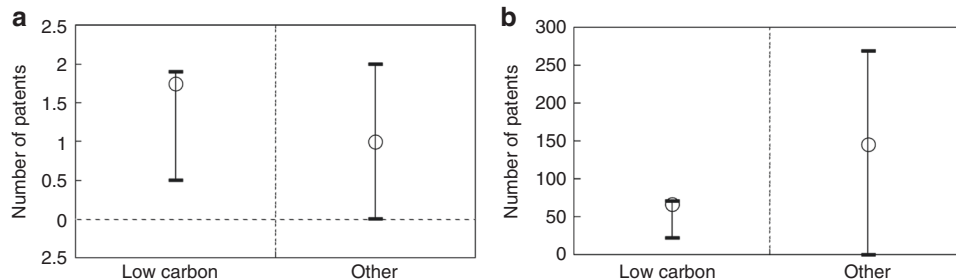 a
Number of patents
2.5
2
1.5
1
0.5
0
2.5
Low carbon
Other
b
Number of patents
300
250
200
150
100
50
0
Low carbon
Other